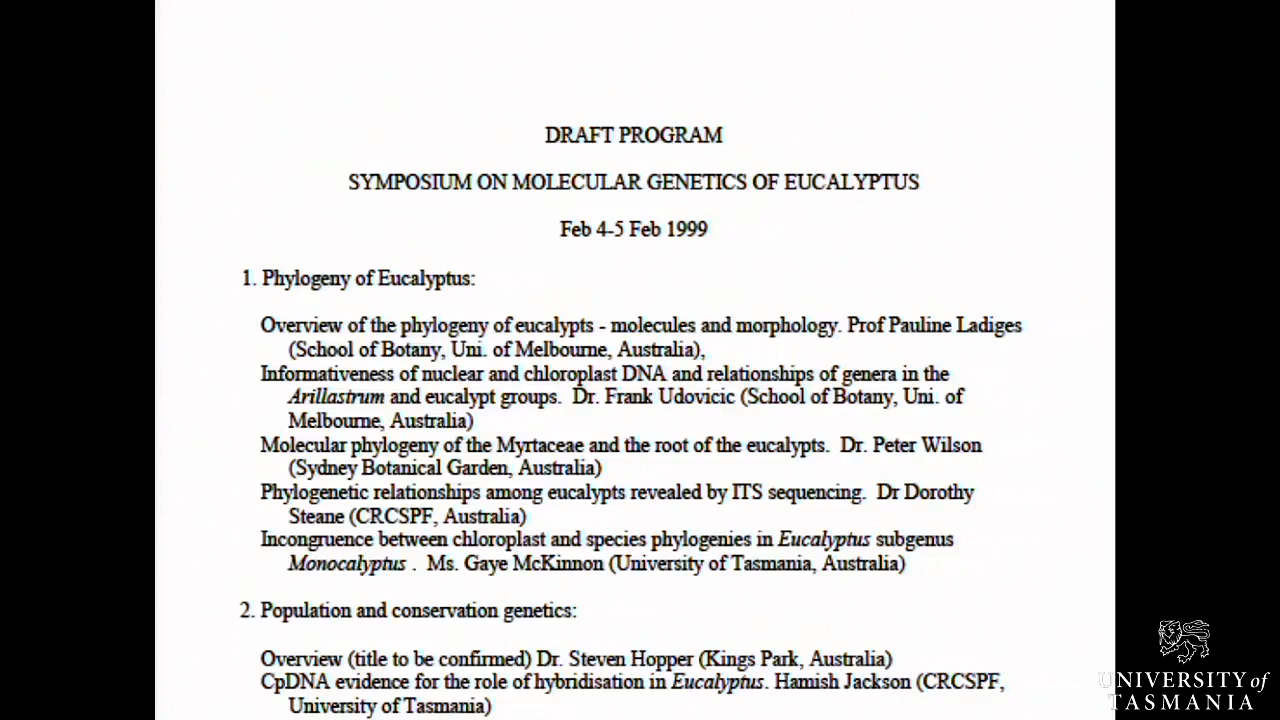 DRAFT PROGRAM
SYMPOSIUM ON MOLECULAR GENETICS OF EUCALYPTUS
Feb 4-5 Feb 1999
1. Phylogeny of Eucalyptus:
Overview of the phylogeny of eucalypts - molecules and morphology. Prof Pauline Ladiges
(School of Botany, Uni. of Melbourne, Australia),
Informativeness of nuclear and chloroplast DNA and relationships of genera in the
Arillastrum and eucalypt groups. Dr. Frank Udovicic (School of Botany, Uni. of
Melbourne, Australia)
Molecular phylogeny of the Myrtaceae and the root of the eucalypts. Dr. Peter Wilson
(Sydney Botanical Garden, Australia)
Phylogenetic relationships among eucalypts revealed by ITS sequencing. Dr Dorothy
Steane (CRCSPF, Australia)
Incongruence between chloroplast and species phylogenies in Eucalyptus subgenus
Monocalyptus . Ms. Gaye McKinnon (University of Tasmania, Australia)
2. Population and conservation genetics:
Overview (title to be confirmed) Dr. Steven Hopper (Kings Park, Australia)
CpDNA evidence for the role of hybridisation in Eucalyptus. Hamish Jackson (CRCSPF,
University of Tasmania)
UNIVERSITY of
TASMANIA